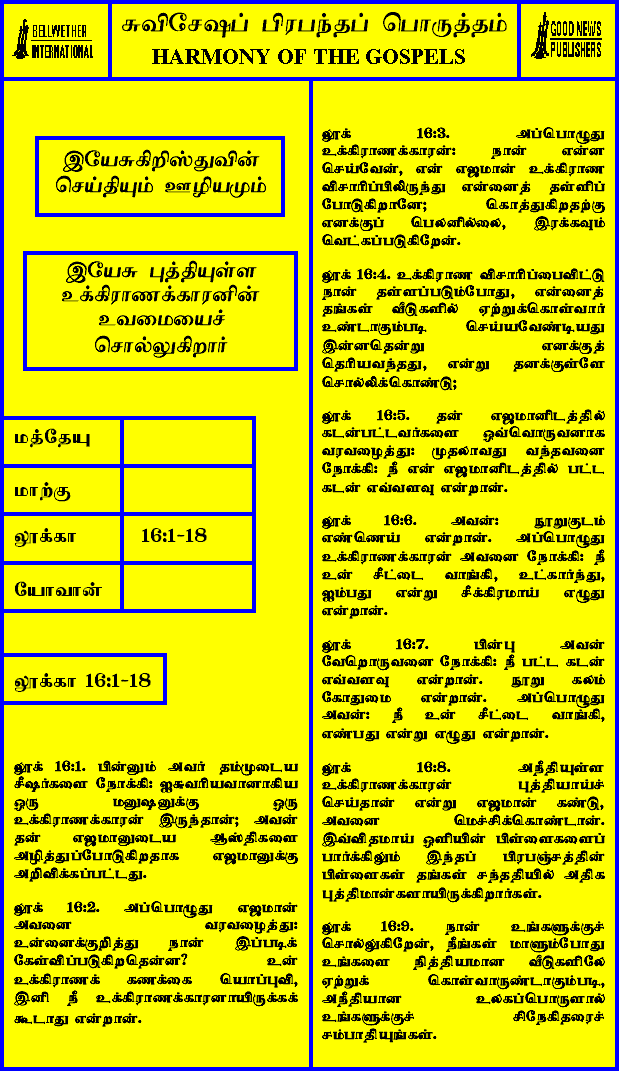 BELLWETHER
INTERNATIONAL
சுவிசேஷப் பிரபந்தப் பொருத்தம்
HARMONY OF THE GOSPELS
GOOD NEWS
PUBLISHERS
இயேசுகிறிஸ்துவின்
செய்தியும் ஊழியமும்
இயேசு புத்தியுள்ள
உக்கிராணக்காரனின்
உவமையைச்
சொல்லுகிறார்
மத்தேயு
மாற்கு
லூக்கா 16:1-18
யோவான்
லூக்கா 16:1-18
லூக் 16:1. பின்னும் அவர் தம்முடைய
சீஷர்களை நோக்கி: ஐசுவரியவானாகிய
ஒரு மனுஷனுக்கு ஒரு
உக்கிராணக்காரன் இருந்தான்; அவன்
தன் எஜமானுடைய ஆஸ்திகளை
அழித்துப்போடுகிறதாக எஜமானுக்கு
அறிவிக்கப்பட்டது.
லூக் 16:2. அப்பொழுது எஜமான்
அவனை வரவழைத்து:
உன்னைக்குறித்து நான் இப்படிக்
கேள்விப்படுகிறதென்ன? உன்
உக்கிராணக் கணக்கை யொப்புவி,
இனி நீ உக்கிராணக்காரனாயிருக்கக்
கூடாது என்றான்.
லூக் 16:3. அப்பொழுது
உக்கிராணக்காரன்: நான் என்ன
செய்வேன், என் எஜமான் உக்கிராண
விசாரிப்பிலிருந்து என்னைத் தள்ளிப்
போடுகிறானே; கொத்துகிறதற்கு
எனக்குப் பெலனில்லை, இரக்கவும்
வெட்கப்படுகிறேன்.
லூக் 16:4. உக்கிராண விசாரிப்பைவிட்டு
நான் தள்ளப்படும்போது, என்னைத்
தங்கள் வீடுகளில் ஏற்றுக்கொள்வார்
உண்டாகும்படி செய்யவேண்டியது
இன்னதென்று எனக்குத்
தெரியவந்தது, என்று தனக்குள்ளே
சொல்லிக்கொண்டு;
லூக் 16:5. தன் எஜமானிடத்தில்
கடன்பட்டவர்களை ஒவ்வொருவனாக
வரவழைத்து: முதலாவது வந்தவனை
நோக்கி: நீ என் எஜமானிடத்தில் பட்ட
கடன் எவ்வளவு என்றான்.
லூக் 16:6. அவன்: நூறுகுடம்
எண்ணெய் என்றான். அப்பொழுது
உக்கிராணக்காரன் அவனை நோக்கி: நீ
உன் சீட்டை வாங்கி, உட்கார்ந்து,
ஐம்பது என்று சீக்கிரமாய் எழுது
என்றான்.
லூக் 16:7. பின்பு அவன்
வேறொருவனை நோக்கி: நீ பட்ட கடன்
எவ்வளவு என்றான். நூறு கலம்
கோதுமை என்றான். அப்பொழுது
அவன்: நீ உன் சீட்டை வாங்கி,
எண்பது என்று எழுது என்றான்.
லூக் 16:8. அநீதியுள்ள
உக்கிராணக்காரன் புத்தியாய்ச்
செய்தான் என்று எஜமான் கண்டு,
அவனை மெச்சிக்கொண்டான்.
இவ்விதமாய் ஒளியின் பிள்ளைகளைப்
பார்க்கிலும் இந்தப் பிரபஞ்சத்தின்
பிள்ளைகள் தங்கள் சந்ததியில் அதிக
புத்திமான்களாயிருக்கிறார்கள்.
லூக் 16:9. நான் உங்களுக்குச்
சொல்லுகிறேன், நீங்கள் மாளும்போது
உங்களை நித்தியமான வீடுகளிலே
ஏற்றுக் கொள்வாருண்டாகும்படி,
அநீதியான உலகப்பொருளால்
உங்களுக்குச் சிநேகிதரைச்
சம்பாதியுங்கள்.